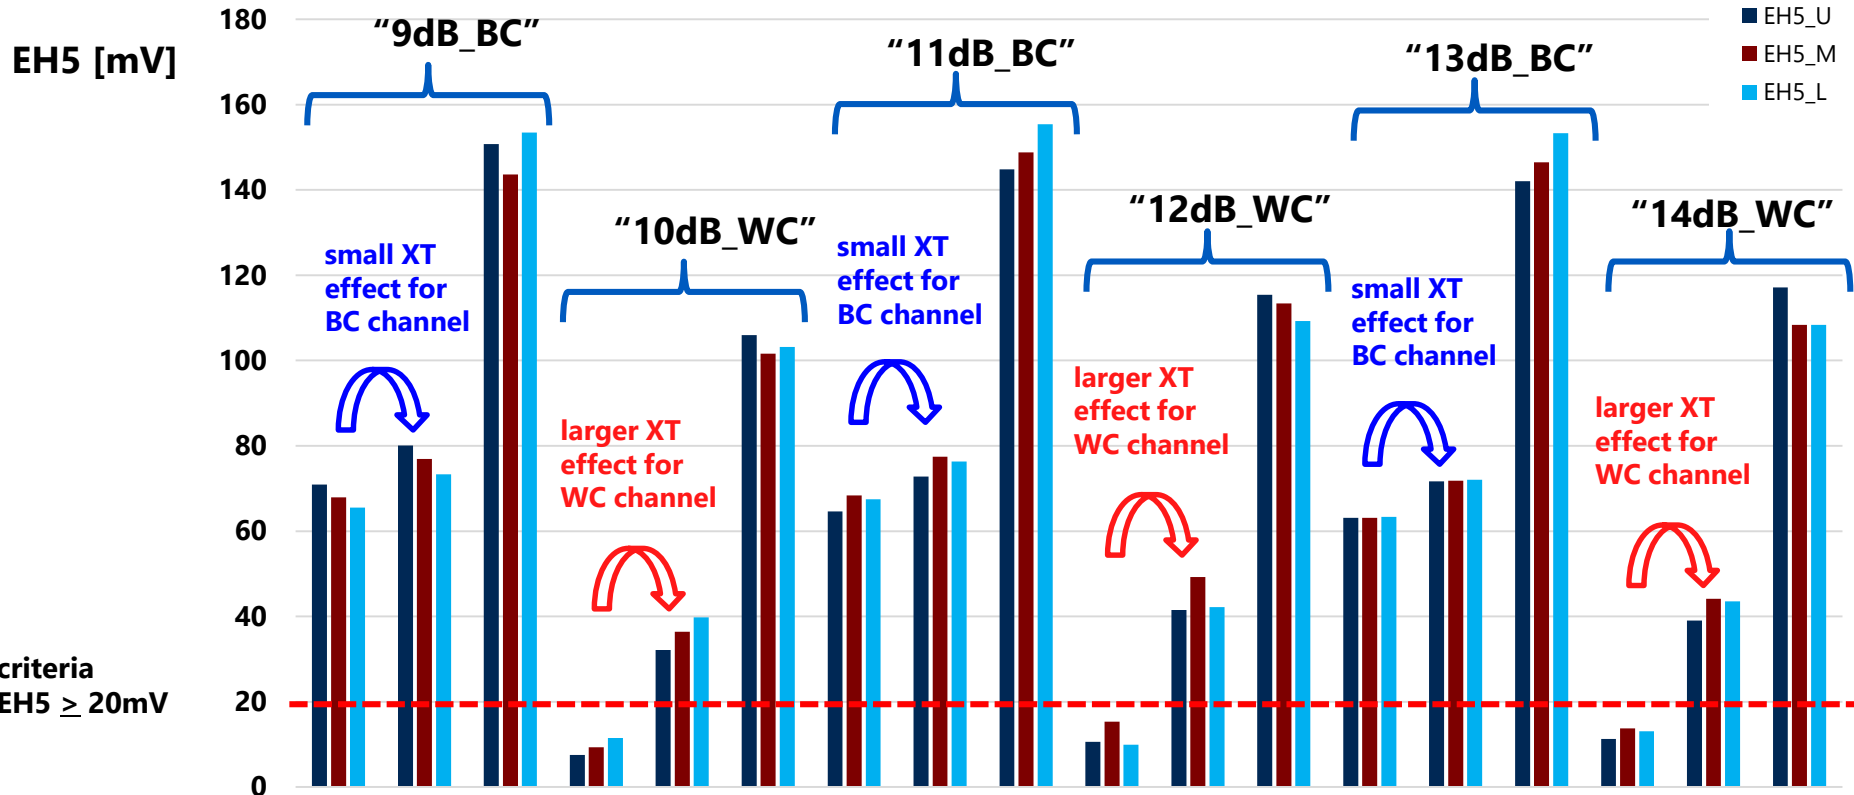 EH5 [mV]
180
160
140
120
100
80
60
40
20
0
criteria
EH5 ≥ 20mV
“9dB_BC”
“10dB_WC”
“11dB_BC”
“12dB_WC”
“13dB_BC”
“14dB_WC”
EH5_U
EH5_M
EH5_L
small XT
effect for
BC channel
larger XT
effect for
WC channel
small XT
effect for
BC channel
larger XT
effect for
WC channel
small XT
effect for
BC channel
larger XT
effect for
WC channel